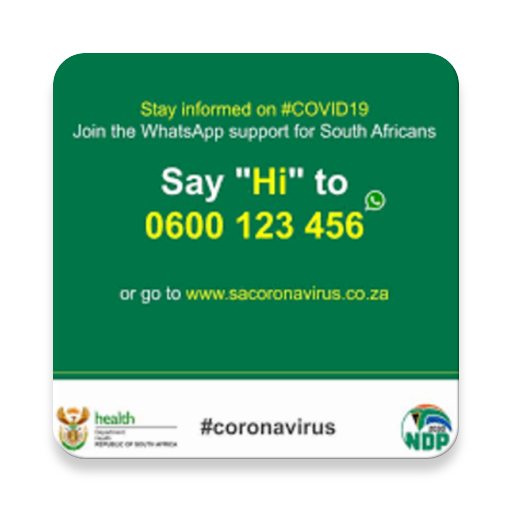 Stay informed on #COVID19
Join the WhatsApp support for South Africans
Say "Hi" to
0600 123 456
or go to www.sacoronavirus.co.za
health
Department:
Health
REPUBLIC OF SOUTH AFRICA
#coronavirus
2030
NDP